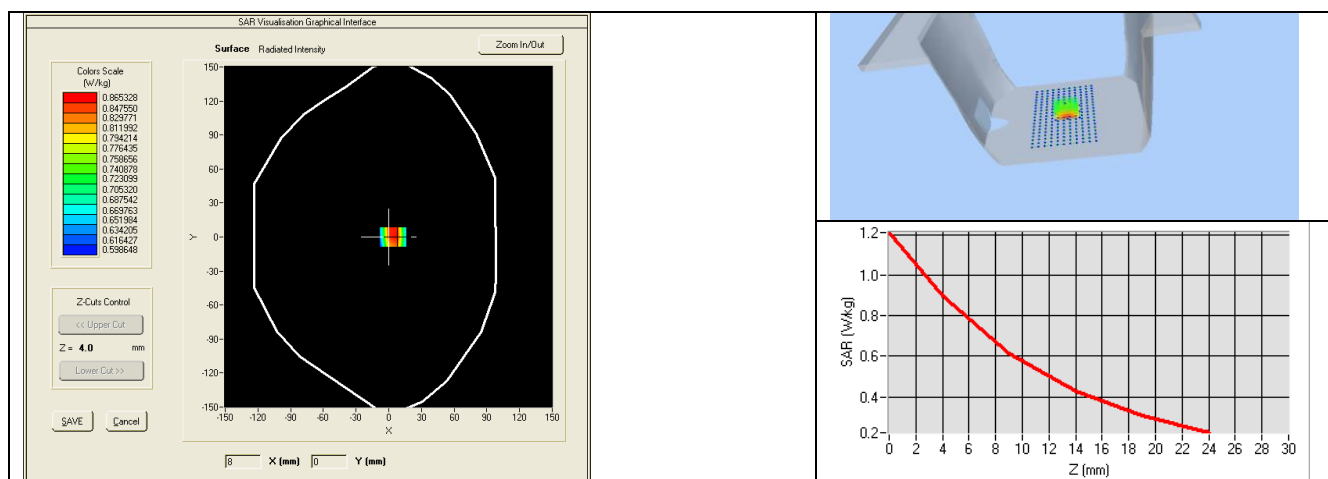 SAR Visualisation Graphical Interface
Surface Radiated Intensity
Zoom In/Out
Colors Scale
(W/kg)
0.865328
0.847550
0.829771
0.811992
0.794214
0.776435
0.758656
0.740878
0.723099
0.705320
0.687542
0.669763
0.651984
0.634205
0.616427
0.598648
Z-Cuts Control
<< Upper Cut
Z = 4.0 mm
Lower Cut >>
SAVE Cancel
150
120
90
60
30
0
-30
-60
-90
-120
-150
Y
-150 -120 -90 -60 -30 0 30 60 90 120 150
X
8 X (mm) 0 Y (mm)
1.2
1.0
0.8
0.6
0.4
0.2
SAR (W/kg)
0 2 4 6 8 10 12 14 16 18 20 22 24 26 28 30
Z (mm)